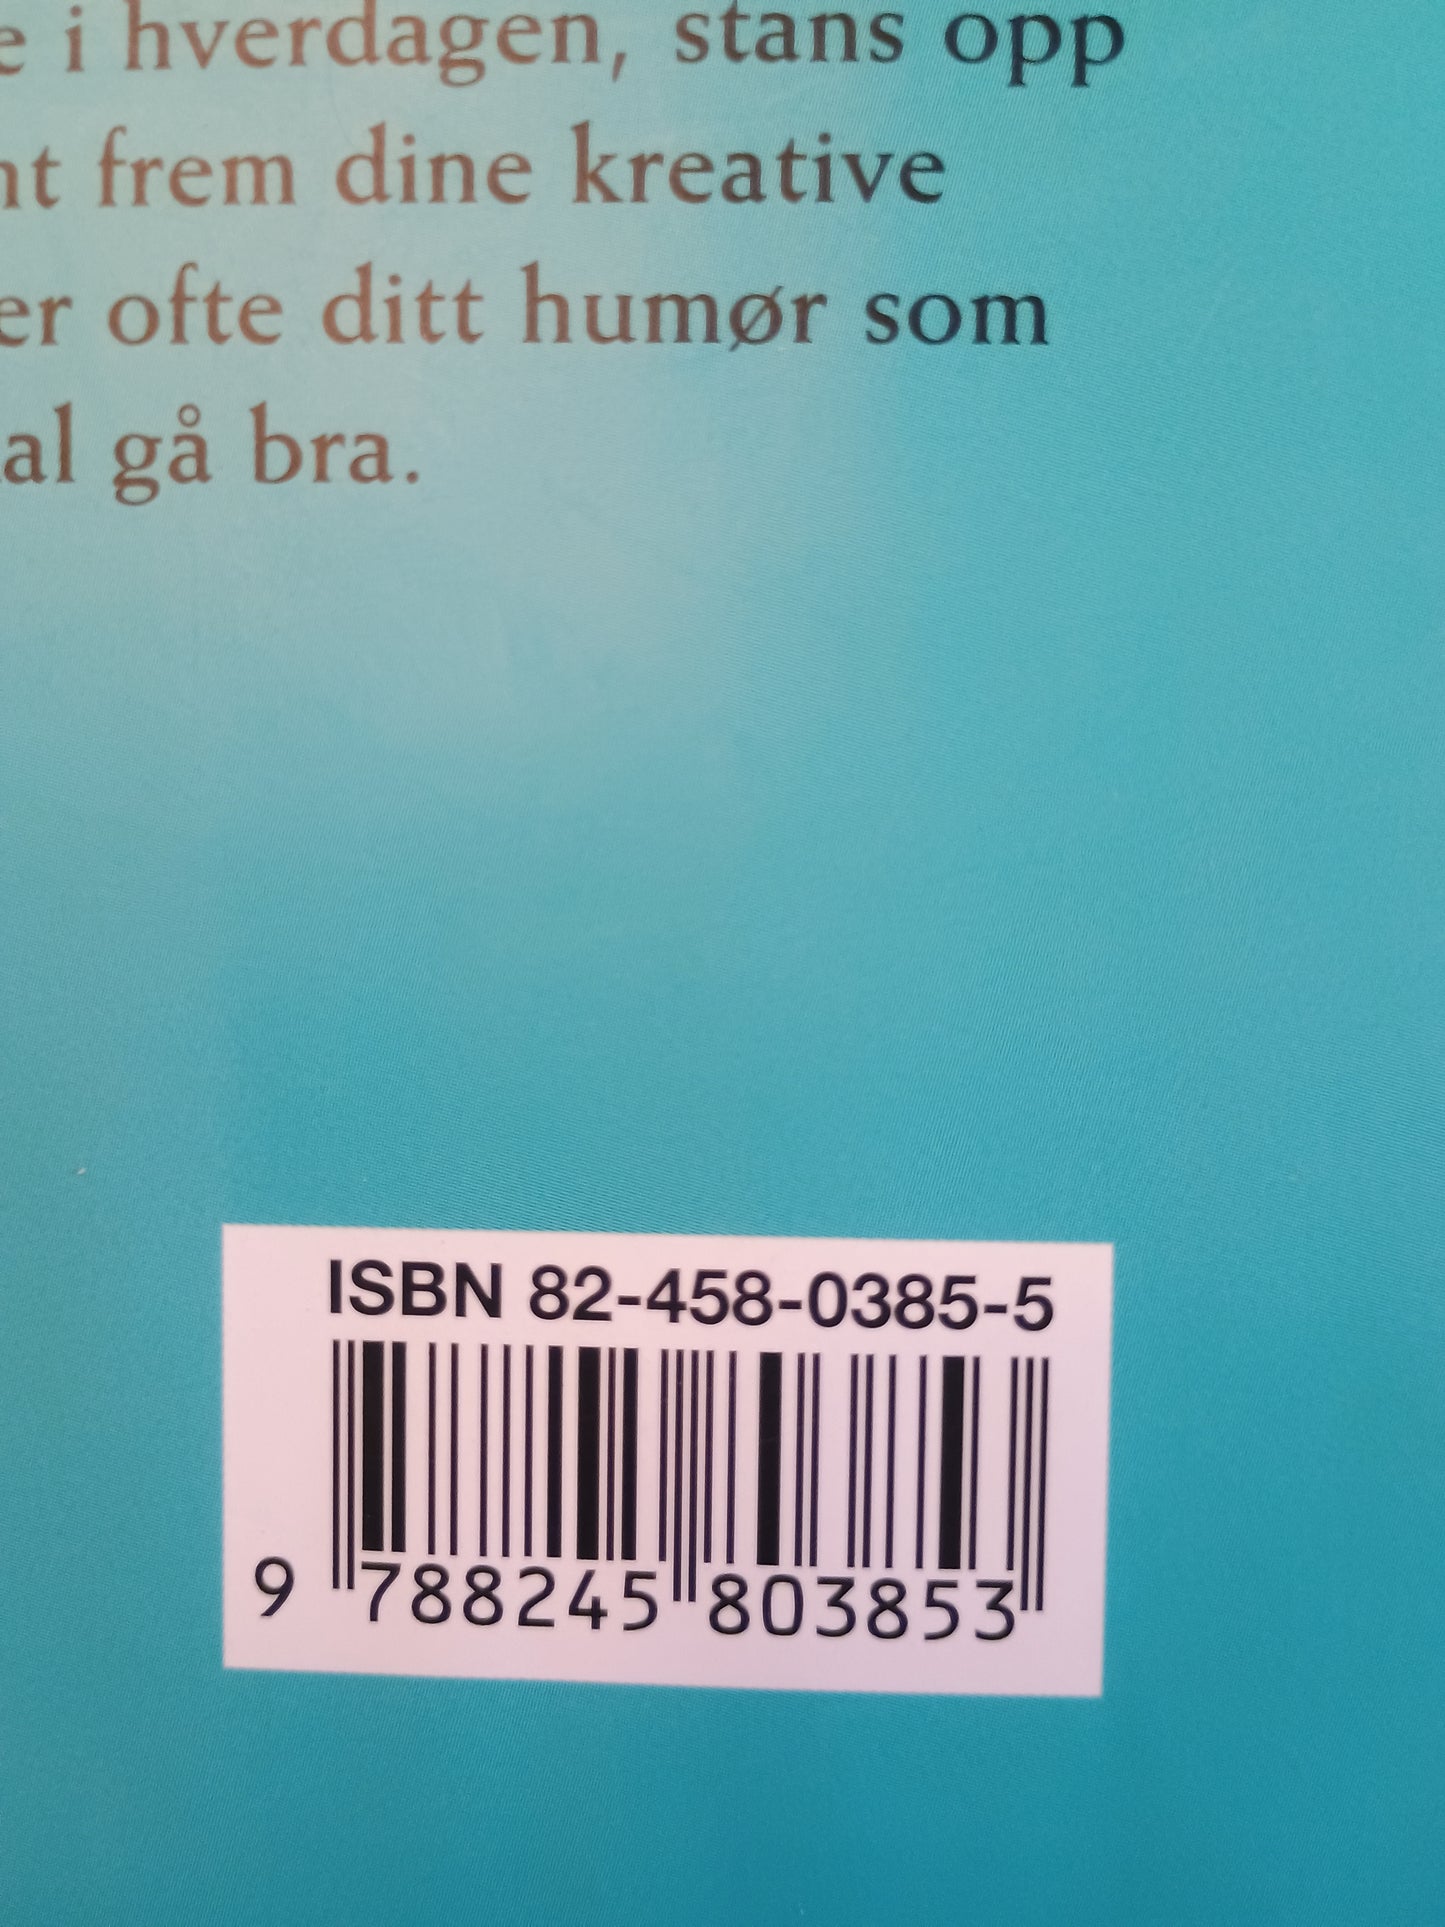 e i hverdagen, stans opp
nt frem dine kreative
er ofte ditt humør som
al gå bra.
ISBN 82-458-0385-5
9 788245 803853